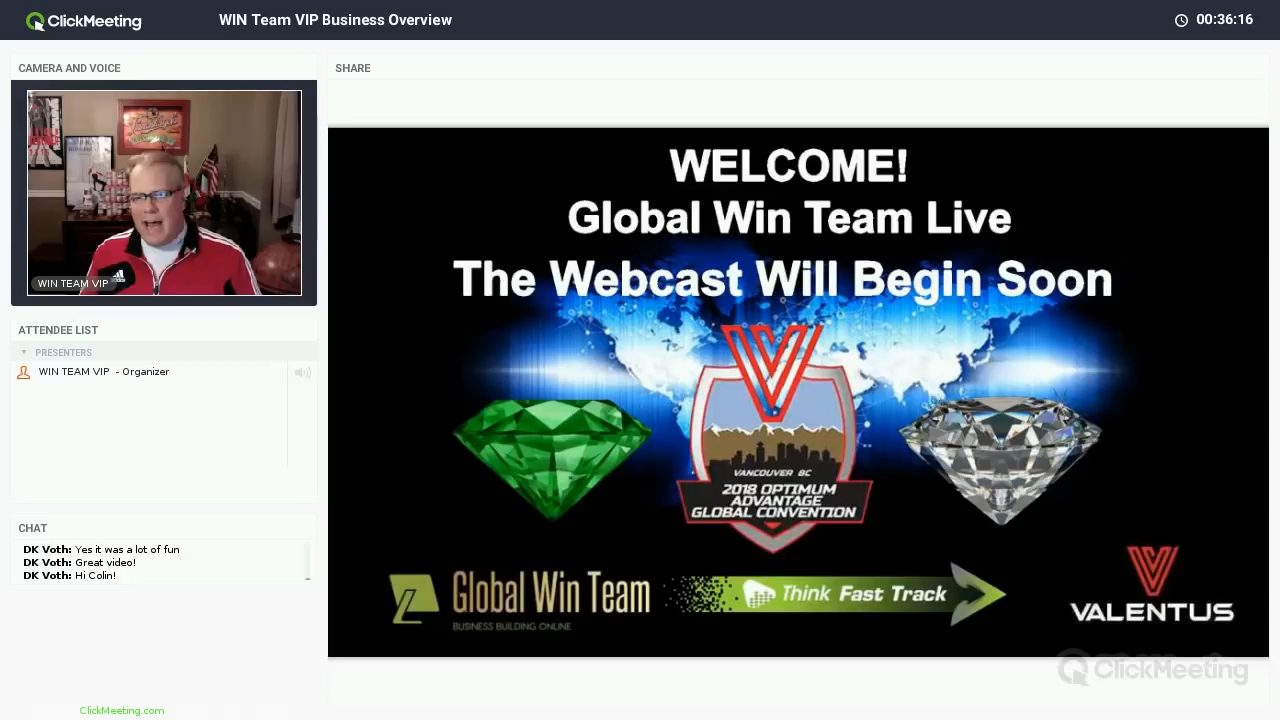 ClickMeeting
WIN Team VIP Business Overview
00:36:16
CAMERA AND VOICE
WIN TEAM VIP
adidas
ATTENDEE LIST
PRESENTERS
WIN TEAM VIP - Organizer
CHAT
DK Voth: Yes it was a lot of fun
DK Voth: Great video!
DK Voth: Hi Colin!
ClickMeeting.com
SHARE
WELCOME!
Global Win Team Live
The Webcast Will Begin Soon
V
VANCOUVER BC
2018 OPTIMUM
ADVANTAGE
GLOBAL CONVENTION
Global Win Team
BUSINESS BUILDING ONLINE
Think Fast Track
V
VALENTUS
ClickMeeting